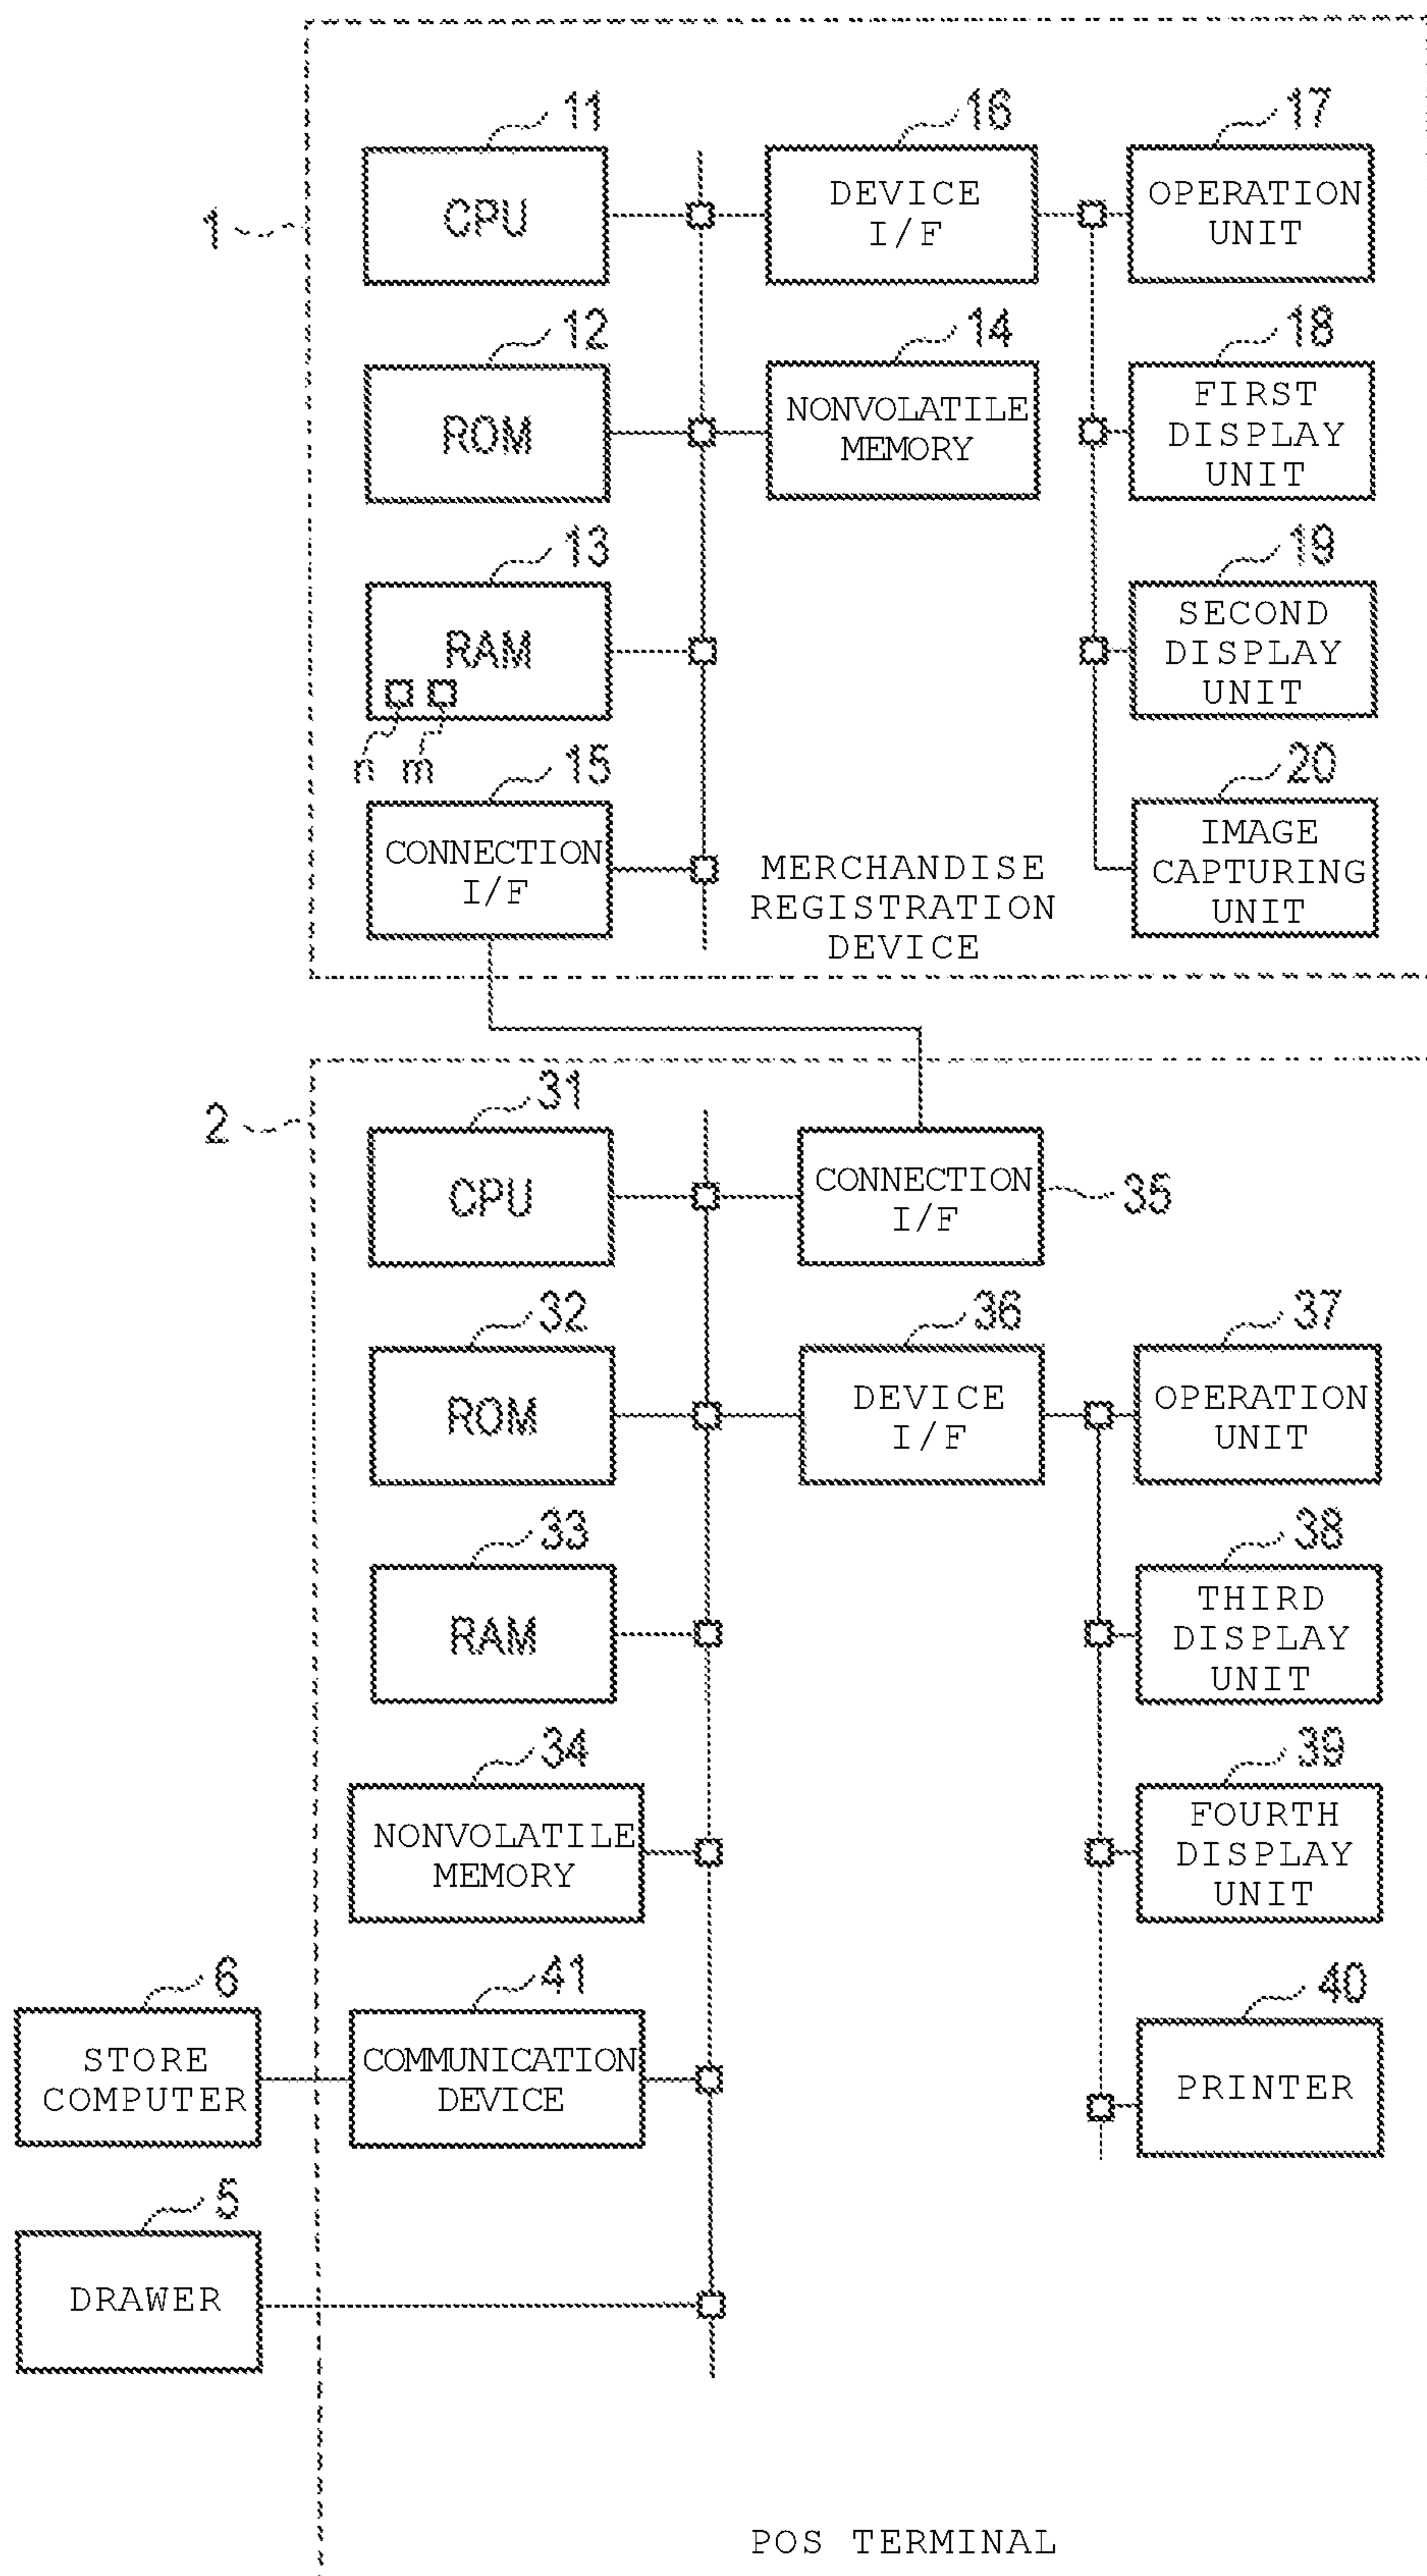 11
16
17
CPU
DEVICE
I/F
OPERATION
UNIT
1
12
14
18
ROM
NONVOLATILE
MEMORY
FIRST
DISPLAY
UNIT
13
19
RAM
SECOND
DISPLAY
UNIT
n m
15
20
CONNECTION
I/F
MERCHANDISE
REGISTRATION
DEVICE
IMAGE
CAPTURING
UNIT
2
31
CPU
CONNECTION
I/F
35
32
36
37
ROM
DEVICE
I/F
OPERATION
UNIT
33
38
RAM
THIRD
DISPLAY
UNIT
34
39
NONVOLATILE
MEMORY
FOURTH
DISPLAY
UNIT
6
41
40
STORE
COMPUTER
COMMUNICATION
DEVICE
PRINTER
5
DRAWER
POS TERMINAL